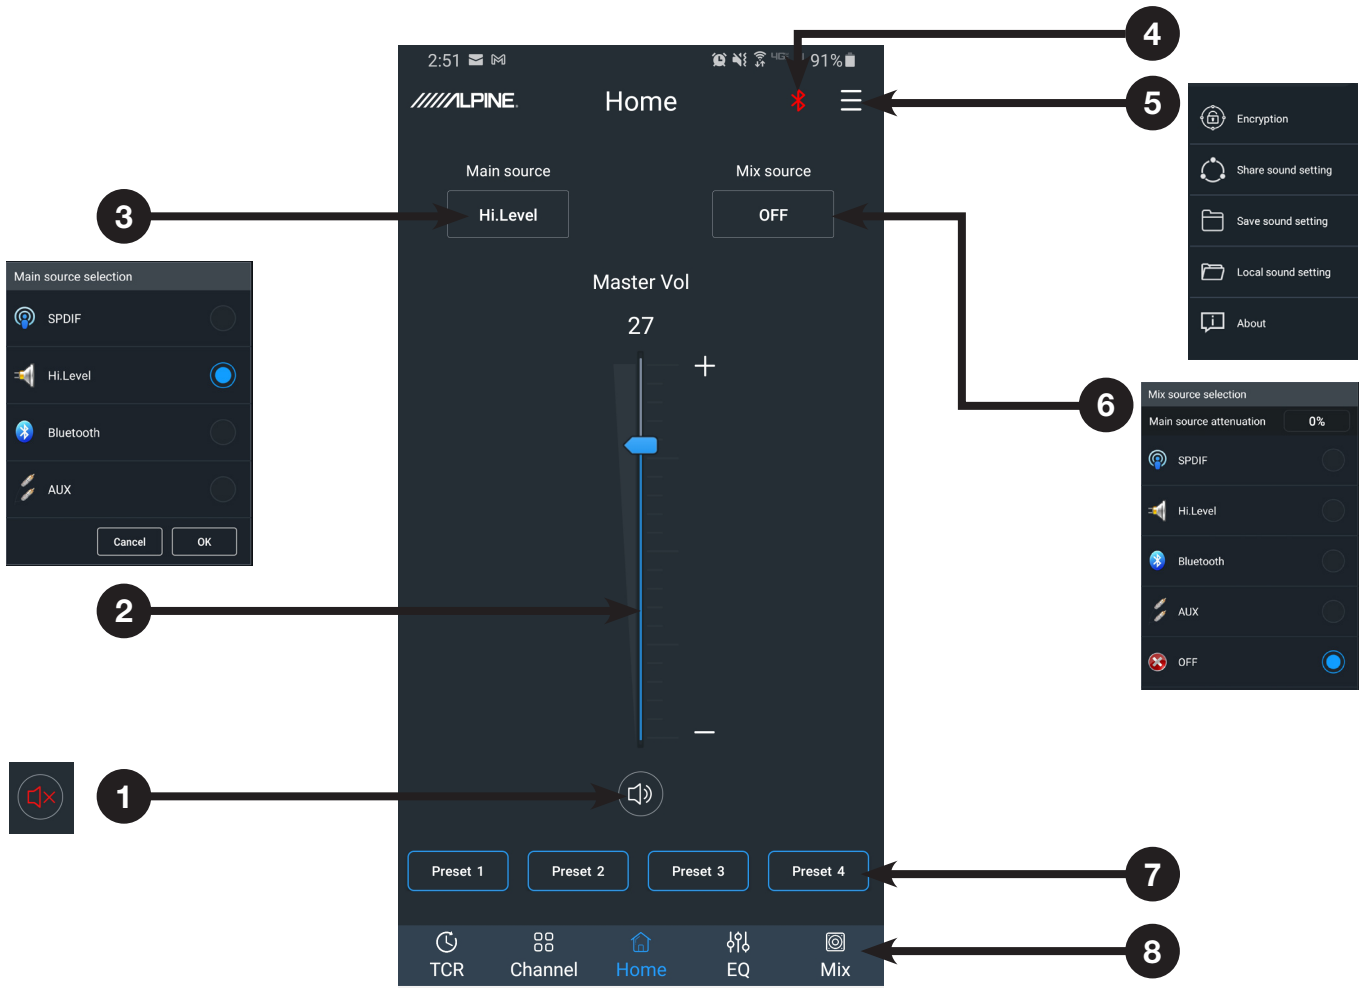 2:51
91%
ALPINE
Home
Main source
Mix source
Hi.Level
OFF
Master Vol
27
+
−
Preset 1
Preset 2
Preset 3
Preset 4
TCR
Channel
Home
EQ
Mix
3
Main source selection
SPDIF
Hi.Level
Bluetooth
AUX
Cancel
OK
2
1
4
5
Encryption
Share sound setting
Save sound setting
Local sound setting
About
6
Mix source selection
Main source attenuation
0%
SPDIF
Hi.Level
Bluetooth
AUX
OFF
7
8